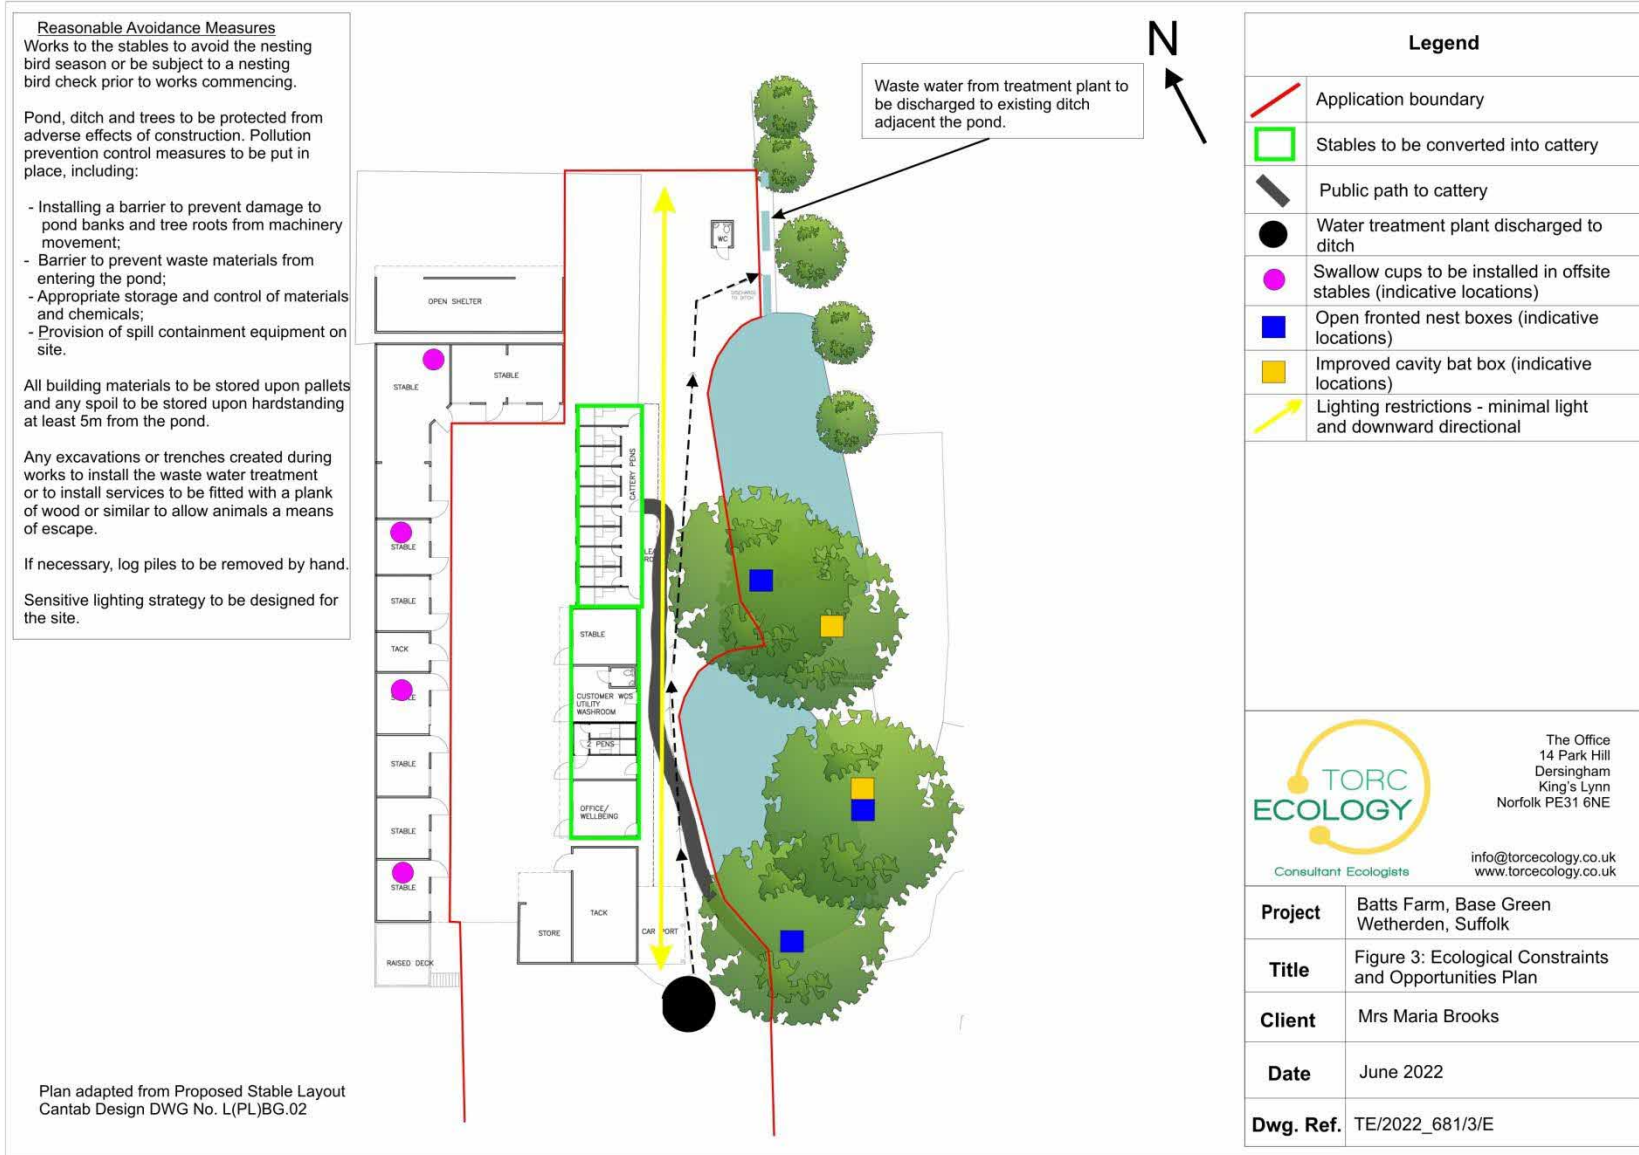 Reasonable Avoidance Measures
Works to the stables to avoid the nesting
bird season or be subject to a nesting
bird check prior to works commencing.
Pond, ditch and trees to be protected from
adverse effects of construction. Pollution
prevention control measures to be put in
place, including:
- Installing a barrier to prevent damage to
pond banks and tree roots from machinery
movement;
- Barrier to prevent waste materials from
entering the pond;
- Appropriate storage and control of materials
and chemicals;
- Provision of spill containment equipment on
site.
All building materials to be stored upon pallets
and any spoil to be stored upon hardstanding
at least 5m from the pond.
Any excavations or trenches created during
works to install the waste water treatment
or to install services to be fitted with a plank
of wood or similar to allow animals a means
of escape.
If necessary, log piles to be removed by hand.
Sensitive lighting strategy to be designed for
the site.
Plan adapted from Proposed Stable Layout
Cantab Design DWG No. L(PL)BG.02
N
Waste water from treatment plant to
be discharged to existing ditch
adjacent the pond.
WC
DISCHARGE
TO DITCH
OPEN SHELTER
STABLE
STABLE
STABLE
STABLE
TACK
STABLE
STABLE
STABLE
RAISED DECK
CATTERY PENS
STABLE
CUSTOMER WCS
UTILITY
WASHROOM
2 PENS
OFFICE/
WELLBEING
STORE
TACK
CAR PORT
Legend
Application boundary
Stables to be converted into cattery
Public path to cattery
Water treatment plant discharged to
ditch
Swallow cups to be installed in offsite
stables (indicative locations)
Open fronted nest boxes (indicative
locations)
Improved cavity bat box (indicative
locations)
Lighting restrictions - minimal light
and downward directional
TORC
ECOLOGY
Consultant Ecologists
The Office
14 Park Hill
Dersingham
King's Lynn
Norfolk PE31 6NE
info@torcecology.co.uk
www.torcecology.co.uk
Project
Batts Farm, Base Green
Wetherden, Suffolk
Title
Figure 3: Ecological Constraints
and Opportunities Plan
Client
Mrs Maria Brooks
Date
June 2022
Dwg. Ref.
TE/2022_681/3/E